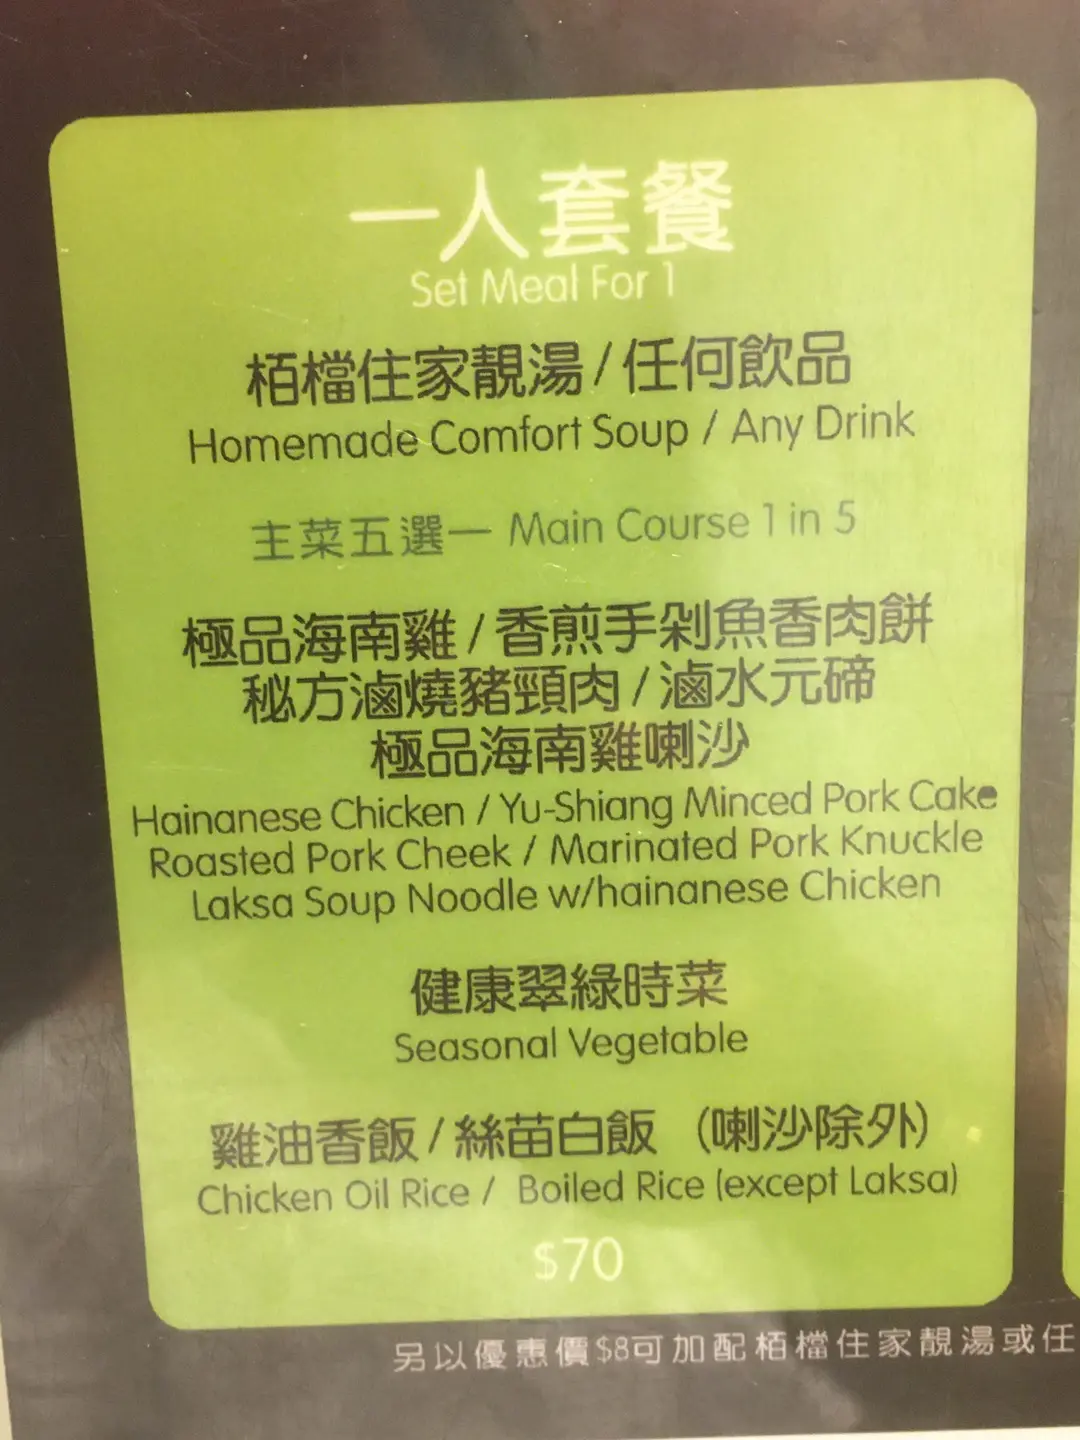 一人套餐
Set Meal For 1
栢檔住家靚湯/任何飲品
Homemade Comfort Soup / Any Drink
主菜五選一 Main Course 1 in 5
極品海南雞/香煎手剁魚香肉餅
秘方滷燒豬頸肉/滷水元碲
極品海南雞喇沙
Hainanese Chicken / Yu-Shiang Minced Pork Cake
Roasted Pork Cheek / Marinated Pork Knuckle
Laksa Soup Noodle w/hainanese Chicken
健康翠綠時菜
Seasonal Vegetable
雞油香飯/絲苗白飯 (喇沙除外)
Chicken Oil Rice / Boiled Rice (except Laksa)
$70
另以優惠價$8可加配栢檔住家靚湯或任